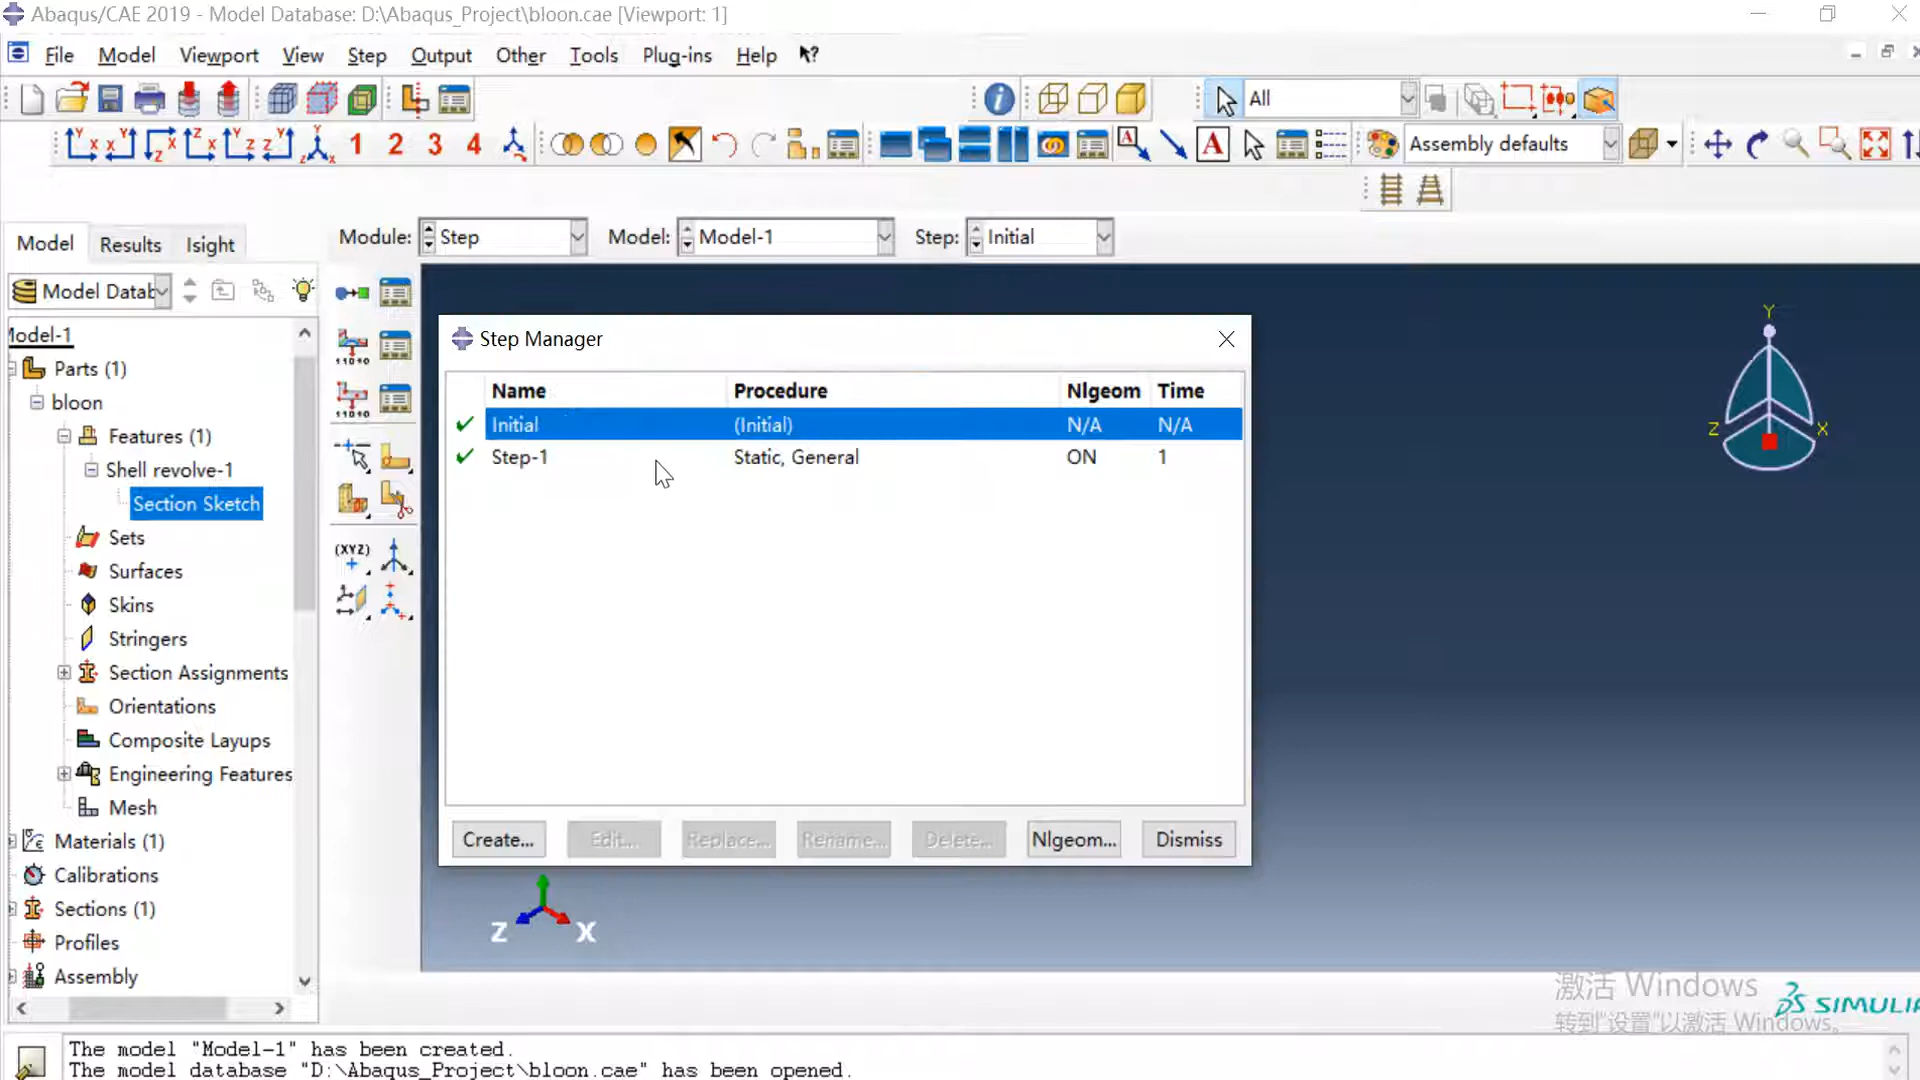 Abaqus/CAE 2019 - Model Database: D:\Abaqus_Project\bloon.cae [Viewport: 1]
File Model Viewport View Step Output Other Tools Plug-ins Help
All
1 2 3 4 A Assembly defaults
Model Results Isight
Module: Step Model: Model-1 Step: Initial
Model Datab
Model-1
Parts (1)
bloon
Features (1)
Shell revolve-1
Section Sketch
Sets
Surfaces
Skins
Stringers
Section Assignments
Orientations
Composite Layups
Engineering Features
Mesh
Materials (1)
Calibrations
Sections (1)
Profiles
Assembly
(XYZ)
Step Manager
Name Procedure Nlgeom Time
Initial (Initial) N/A N/A
Step-1 Static, General ON 1
Create... Edit... Replace... Rename... Delete... Nlgeom... Dismiss
Y
Z X
Z X
激活 Windows
转到"设置"以激活 Windows。
SIMULIA
The model "Model-1" has been created.
The model database "D:\Abaqus_Project\bloon.cae" has been opened.